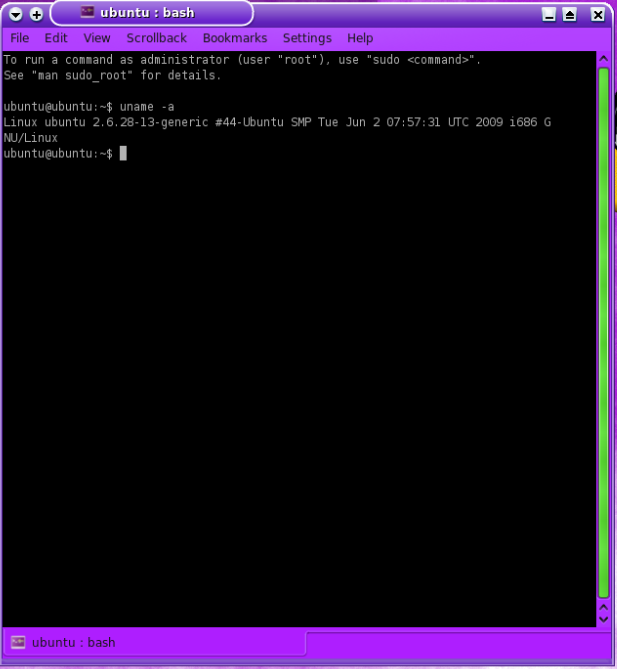 ubuntu : bash
File Edit View Scrollback Bookmarks Settings Help
To run a command as administrator (user "root"), use "sudo <command>".
See "man sudo_root" for details.
ubuntu@ubuntu:~$ uname -a
Linux ubuntu 2.6.28-13-generic #44-Ubuntu SMP Tue Jun 2 07:57:31 UTC 2009 i686 G
NU/Linux
ubuntu@ubuntu:~$
ubuntu : bash